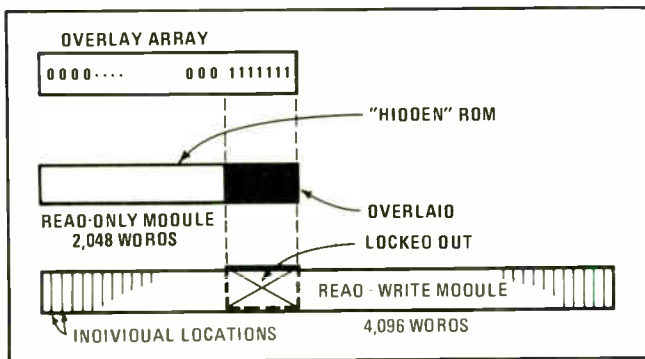 OVERLAY ARRAY
0000···· 000 1111111
"HIDDEN" ROM
OVERLAID
READ-ONLY MODULE
2,048 WORDS
LOCKED OUT
READ - WRITE MODULE
INDIVIDUAL LOCATIONS
4,096 WORDS